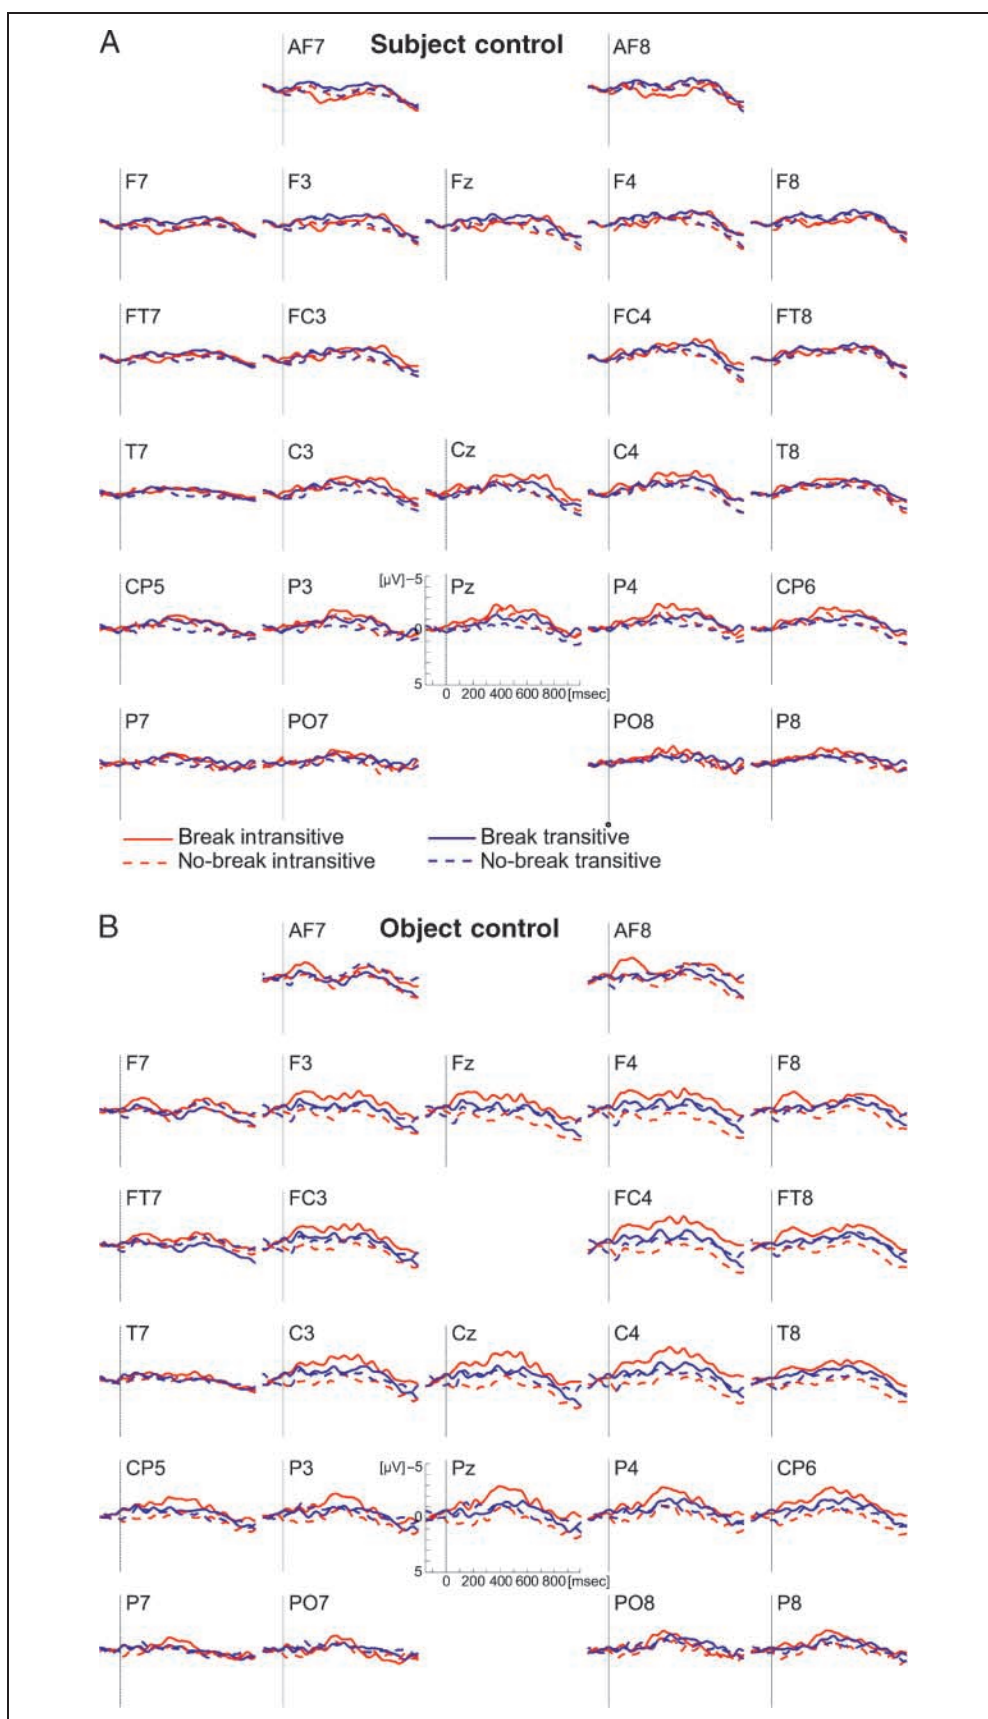 A
AF7 Subject control AF8
F7 F3 Fz F4 F8
FT7 FC3 FC4 FT8
T7 C3 Cz C4 T8
CP5 P3 [µV]−5 Pz P4 CP6
0
5
0 200 400 600 800 [msec]
P7 PO7 PO8 P8
Break intransitive Break transitive
No-break intransitive No-break transitive
B
AF7 Object control AF8
F7 F3 Fz F4 F8
FT7 FC3 FC4 FT8
T7 C3 Cz C4 T8
CP5 P3 [µV]−5 Pz P4 CP6
0
5
0 200 400 600 800 [msec]
P7 PO7 PO8 P8